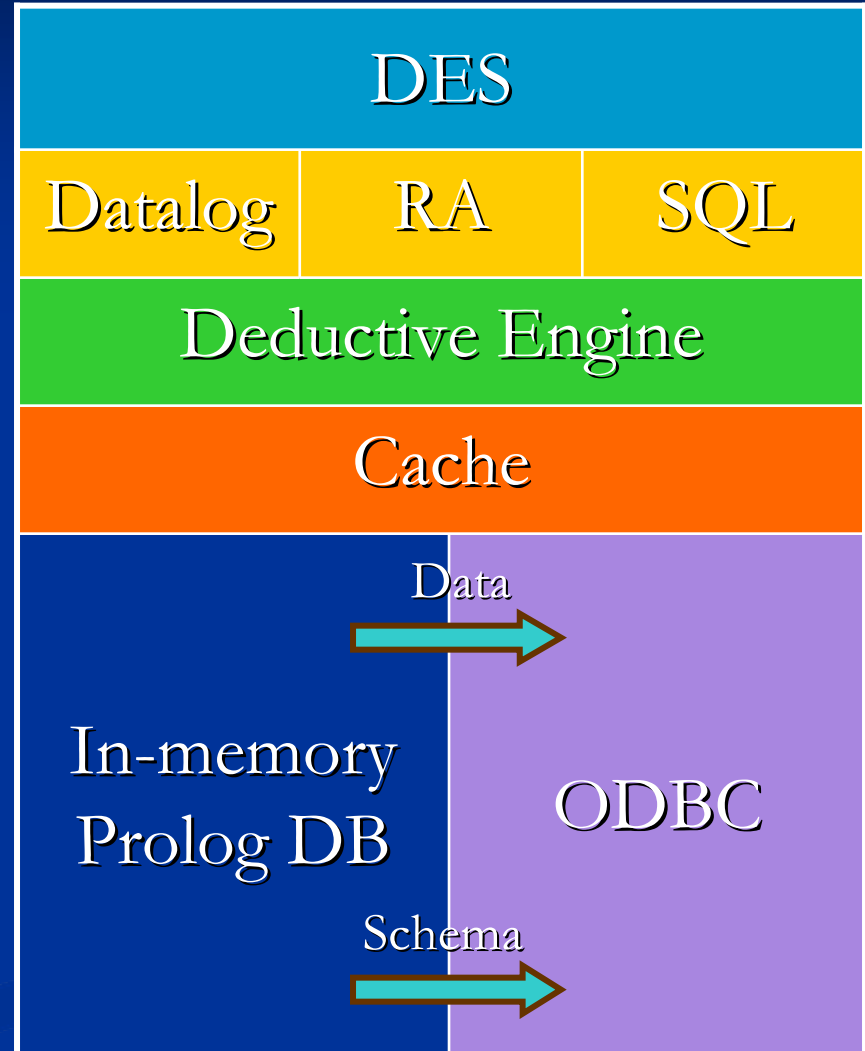 DES
Datalog
RA
SQL
Deductive Engine
Cache
Data
In-memory
Prolog DB
ODBC
Schema